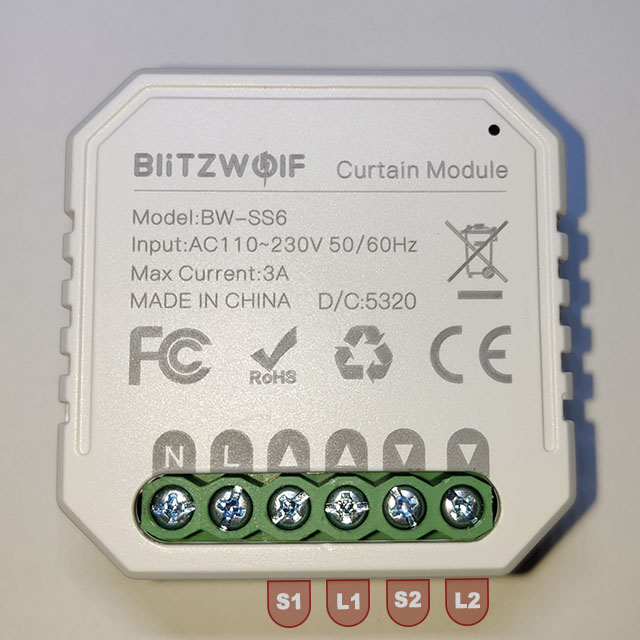 BLiTZWOLF Curtain Module
Model:BW-SS6
Input:AC110~230V 50/60Hz
Max Current:3A
MADE IN CHINA D/C:5320
FC RoHS CE
N L
S1 L1 S2 L2